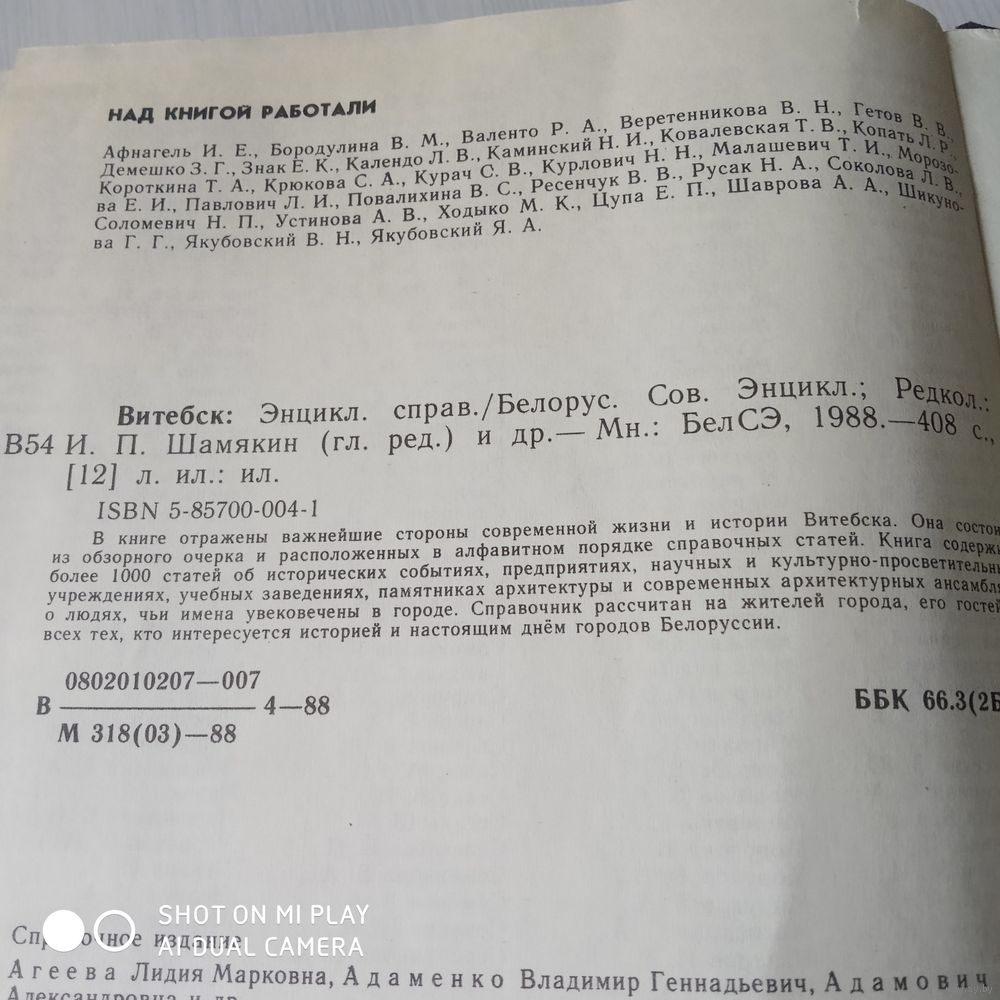 НАД КНИГОЙ РАБОТАЛИ
Афнагель И. Е., Бородулина В. М., Валенто Р. А., Веретенникова В. Н., Гетов В. В.,
Демешко З. Г., Знак Е. К., Календо Л. В., Каминский Н. И., Ковалевская Т. В., Копать Л. Р.,
Короткина Т. А., Крюкова С. А., Курач С. В., Курлович Н. Н., Малашевич Т. И., Морозо-
ва Е. И., Павлович Л. И., Повалихина В. С., Ресенчук В. В., Русак Н. А., Соколова Л. В.,
Соломевич Н. П., Устинова А. В., Ходыко М. К., Цупа Е. П., Шаврова А. А., Шикуно-
ва Г. Г., Якубовский В. Н., Якубовский Я. А.
Витебск: Энцикл. справ./Белорус. Сов. Энцикл.; Редкол.:
В54 И. П. Шамякин (гл. ред.) и др.— Мн.: БелСЭ, 1988.—408 с.,
[12] л. ил.: ил.
ISBN 5-85700-004-1
В книге отражены важнейшие стороны современной жизни и истории Витебска. Она состои
из обзорного очерка и расположенных в алфавитном порядке справочных статей. Книга содерж
более 1000 статей об исторических событиях, предприятиях, научных и культурно-просветительн
учреждениях, учебных заведениях, памятниках архитектуры и современных архитектурных ансамбля
о людях, чьи имена увековечены в городе. Справочник рассчитан на жителей города, его гостей
всех тех, кто интересуется историей и настоящим днём городов Белоруссии.
0802010207—007
В 4—88
М 318(03)—88
ББК 66.3(2Б
Справочное издание
Агеева Лидия Марковна, Адаменко Владимир Геннадьевич, Адамович
Александровна и др.
SHOT ON MI PLAY
AI DUAL CAMERA